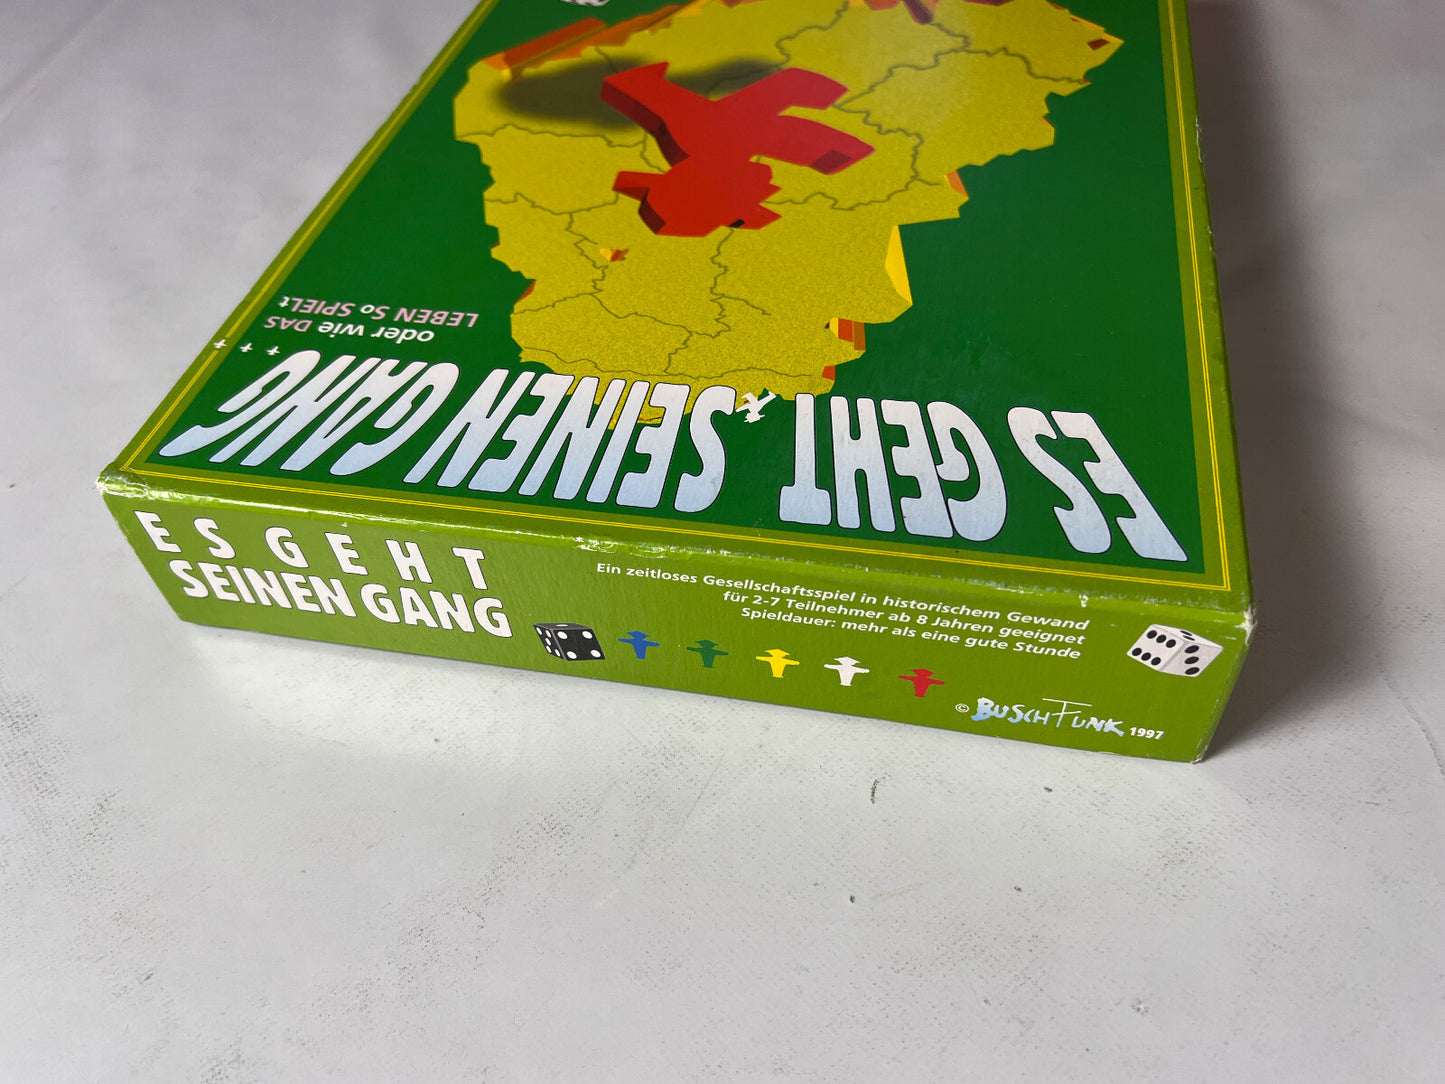 ES GEHT SEINEN GANG
+ + +
oder wie DAS
LEBEN So SPIELt
ES GEHT
SEINEN GANG
Ein zeitloses Gesellschaftsspiel in historischem Gewand
für 2-7 Teilnehmer ab 8 Jahren geeignet
Spieldauer: mehr als eine gute Stunde
© BUSCHFUNK 1997